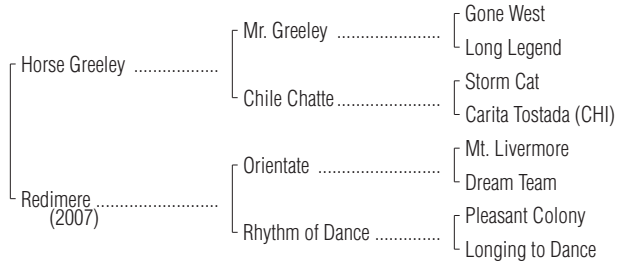 Gone West
Mr. Greeley ......................
Long Legend
Horse Greeley ..................
Storm Cat
Chile Chatte ......................
Carita Tostada (CHI)
Mt. Livermore
Orientate ..........................
Dream Team
Redimere ..........................
(2007)
Pleasant Colony
Rhythm of Dance ..............
Longing to Dance